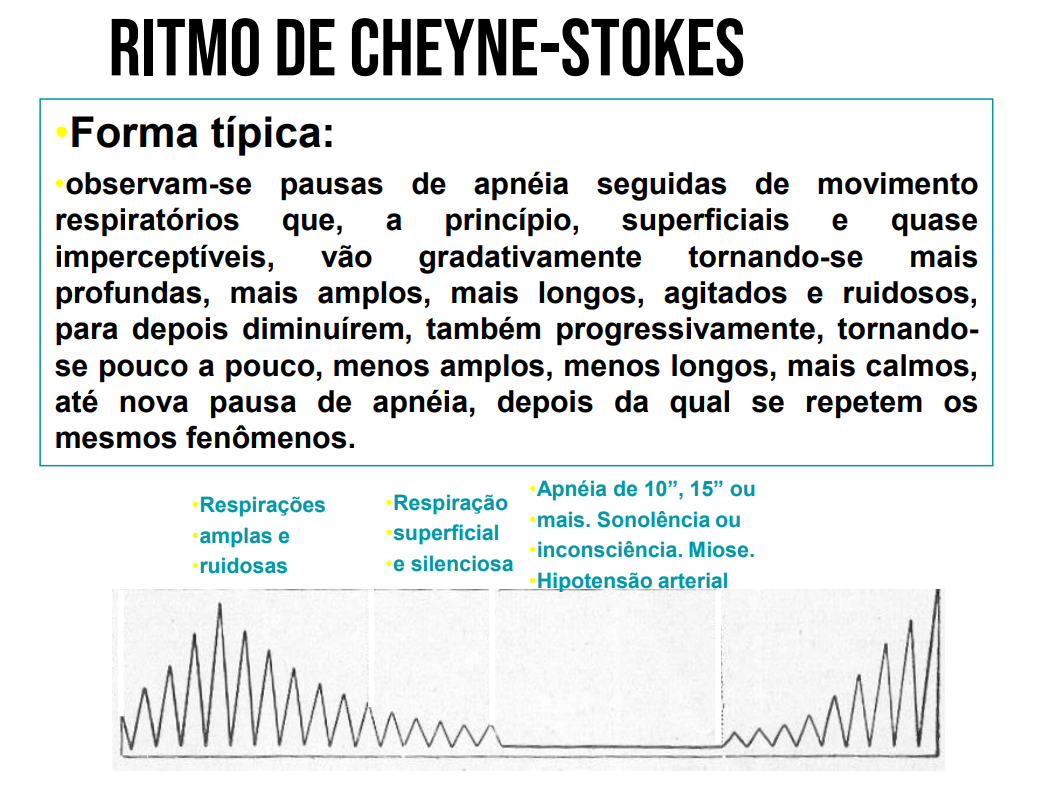 RITMO DE CHEYNE-STOKES
•Forma típica:
•observam-se pausas de apnéia seguidas de movimento
respiratórios que, a princípio, superficiais e quase
imperceptíveis, vão gradativamente tornando-se mais
profundas, mais amplos, mais longos, agitados e ruidosos,
para depois diminuírem, também progressivamente, tornando-
se pouco a pouco, menos amplos, menos longos, mais calmos,
até nova pausa de apnéia, depois da qual se repetem os
mesmos fenômenos.
•Respirações
•amplas e
•ruidosas
•Respiração
•superficial
•e silenciosa
•Apnéia de 10”, 15” ou
•mais. Sonolência ou
•inconsciência. Miose.
•Hipotensão arterial